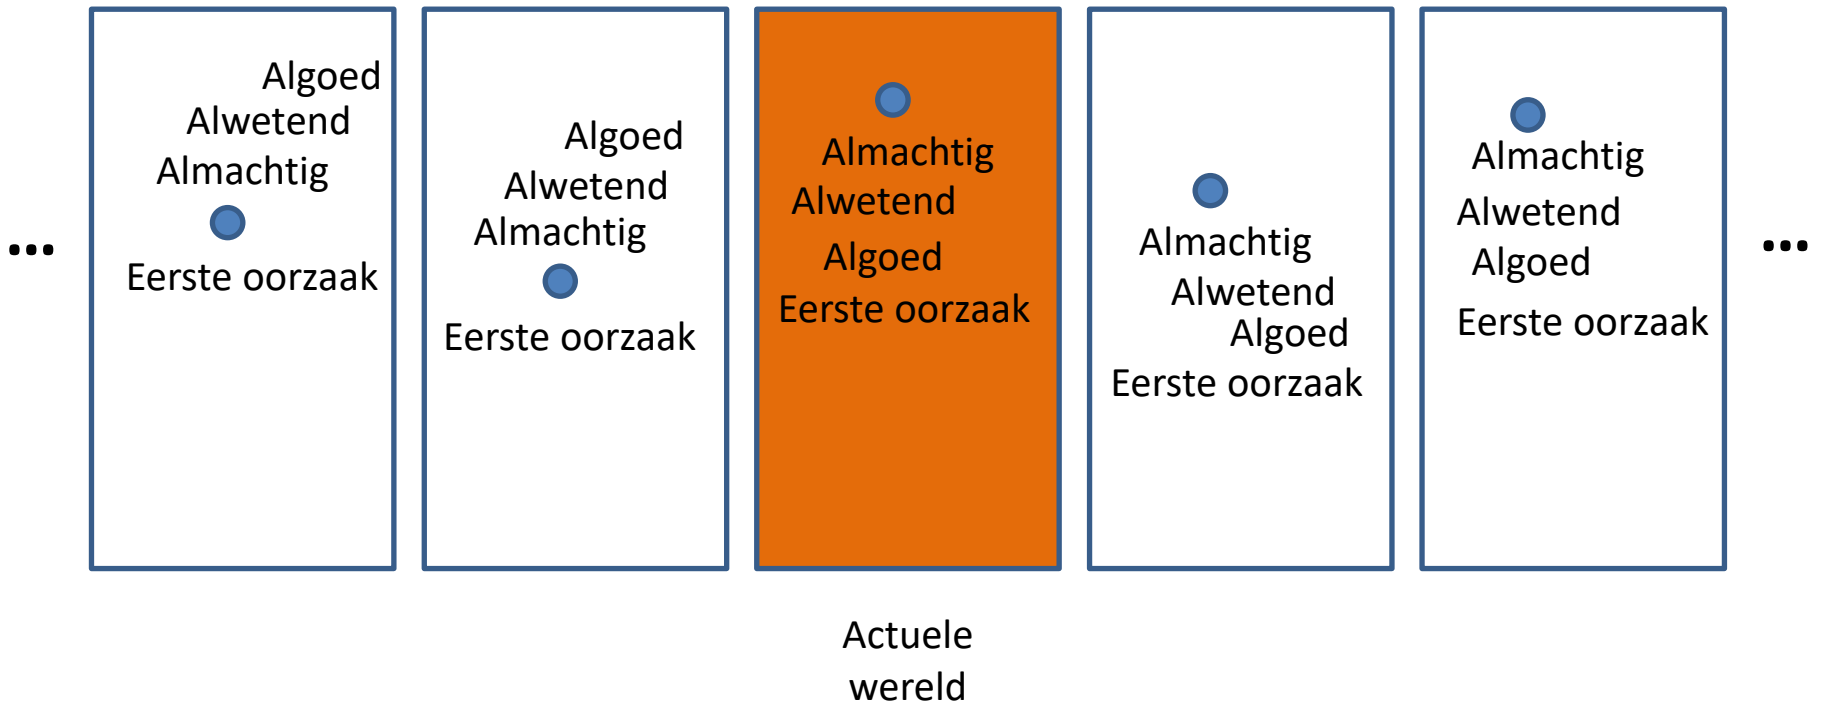 ...
Algoed
Alwetend
Almachtig
Eerste oorzaak
Algoed
Alwetend
Almachtig
Eerste oorzaak
Almachtig
Alwetend
Algoed
Eerste oorzaak
Almachtig
Alwetend
Algoed
Eerste oorzaak
Almachtig
Alwetend
Algoed
Eerste oorzaak
...
Actuele
wereld